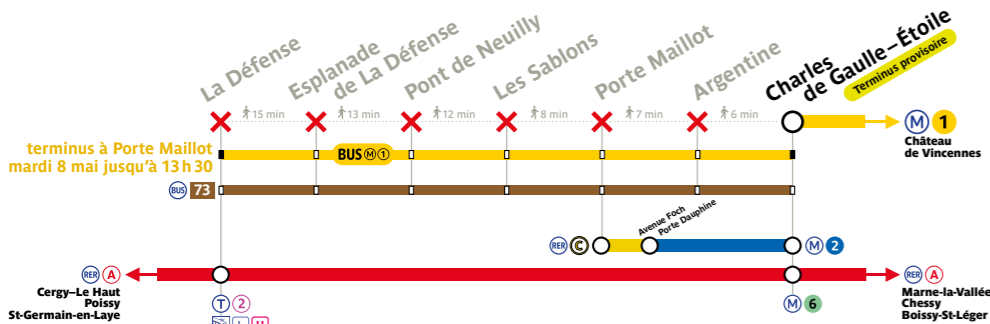 La Défense
Esplanade
de La Défense
Pont de Neuilly
Les Sablons
Porte Maillot
Argentine
Charles
de Gaulle–Étoile
Terminus provisoire
15 min
13 min
12 min
8 min
7 min
6 min
M 1
Château
de Vincennes
terminus à Porte Maillot
mardi 8 mai jusqu'à 13 h 30
BUS M 1
BUS 73
Avenue Foch
Porte Dauphine
RER C
M 2
RER A
Cergy–Le Haut
Poissy
St-Germain-en-Laye
RER A
Marne-la-Vallée
Chessy
Boissy-St-Léger
T 2
M 6